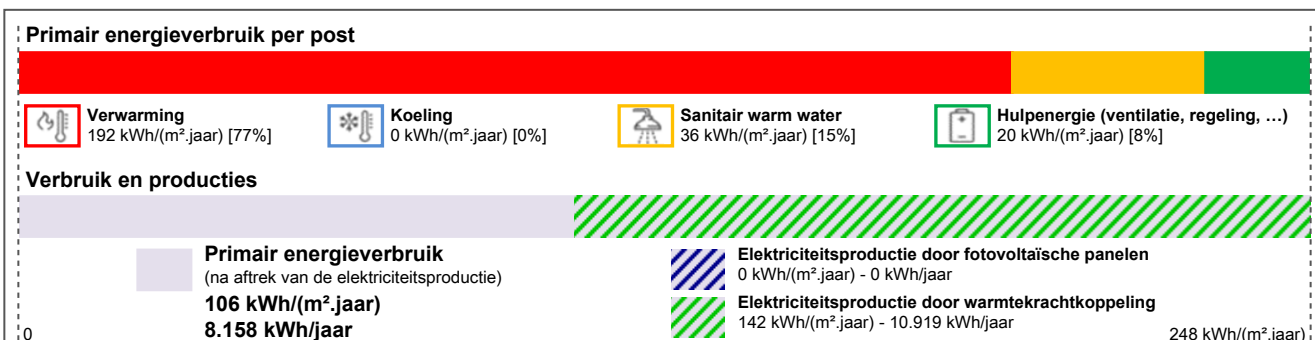 Primair energieverbruik per post
Verwarming
192 kWh/(m².jaar) [77%]
Koeling
0 kWh/(m².jaar) [0%]
Sanitair warm water
36 kWh/(m².jaar) [15%]
Hulpenergie (ventilatie, regeling, …)
20 kWh/(m².jaar) [8%]
Verbruik en producties
Primair energieverbruik
(na aftrek van de elektriciteitsproductie)
106 kWh/(m².jaar)
8.158 kWh/jaar
Elektriciteitsproductie door fotovoltaïsche panelen
0 kWh/(m².jaar) - 0 kWh/jaar
Elektriciteitsproductie door warmtekrachtkoppeling
142 kWh/(m².jaar) - 10.919 kWh/jaar
0
248 kWh/(m².jaar)